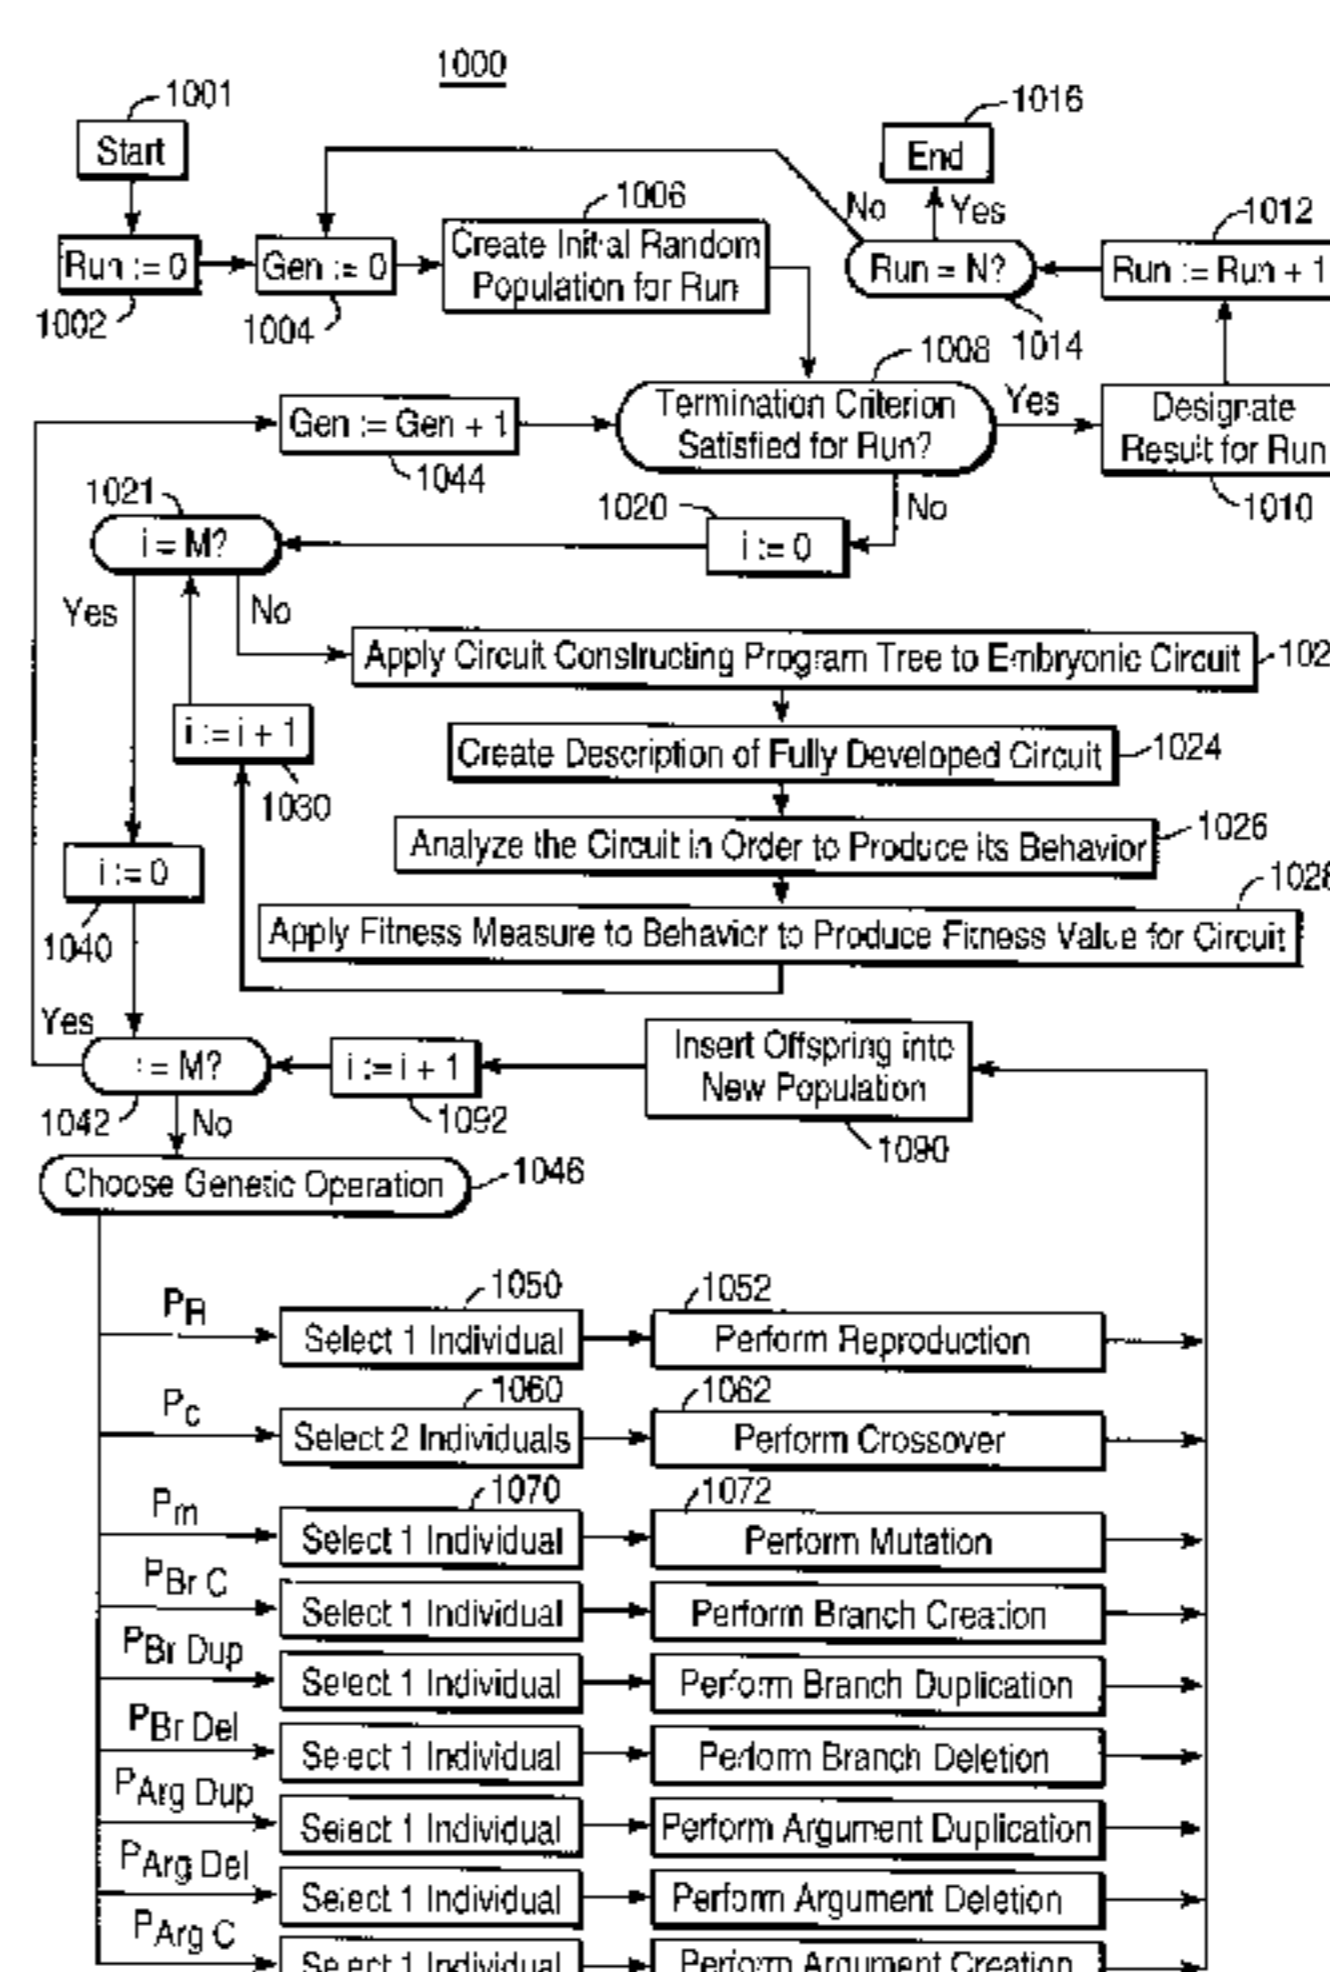 1000
1001
Start
1016
End
1006
No
Yes
1012
Run := 0
Gen := 0
Create Initial Random
Population for Run
Run = N?
Run := Run + 1
1002
1004
1014
1008
Gen := Gen + 1
Termination Criterion
Satisfied for Run?
Yes
Designate
Result for Run
1044
1010
1021
i = M?
1020
No
i := 0
Yes
No
Apply Circuit Constructing Program Tree to Embryonic Circuit
102
i := i + 1
1030
Create Description of Fully Developed Circuit
1024
Analyze the Circuit in Order to Produce its Behavior
1026
i := 0
1040
1028
Apply Fitness Measure to Behavior to Produce Fitness Value for Circuit
Yes
: = M?
i := i + 1
Insert Offspring into
New Population
1042
No
1092
1090
Choose Genetic Operation
1046
PR
1050
Select 1 Individual
1052
Perform Reproduction
Pc
1060
Select 2 Individuals
1062
Perform Crossover
Pm
1070
Select 1 Individual
1072
Perform Mutation
PBr C
Select 1 Individual
Perform Branch Creation
PBr Dup
Select 1 Individual
Perform Branch Duplication
PBr Del
Select 1 Individual
Perform Branch Deletion
PArg Dup
Select 1 Individual
Perform Argument Duplication
PArg Del
Select 1 Individual
Perform Argument Deletion
PArg C
Select 1 Individual
Perform Argument Creation